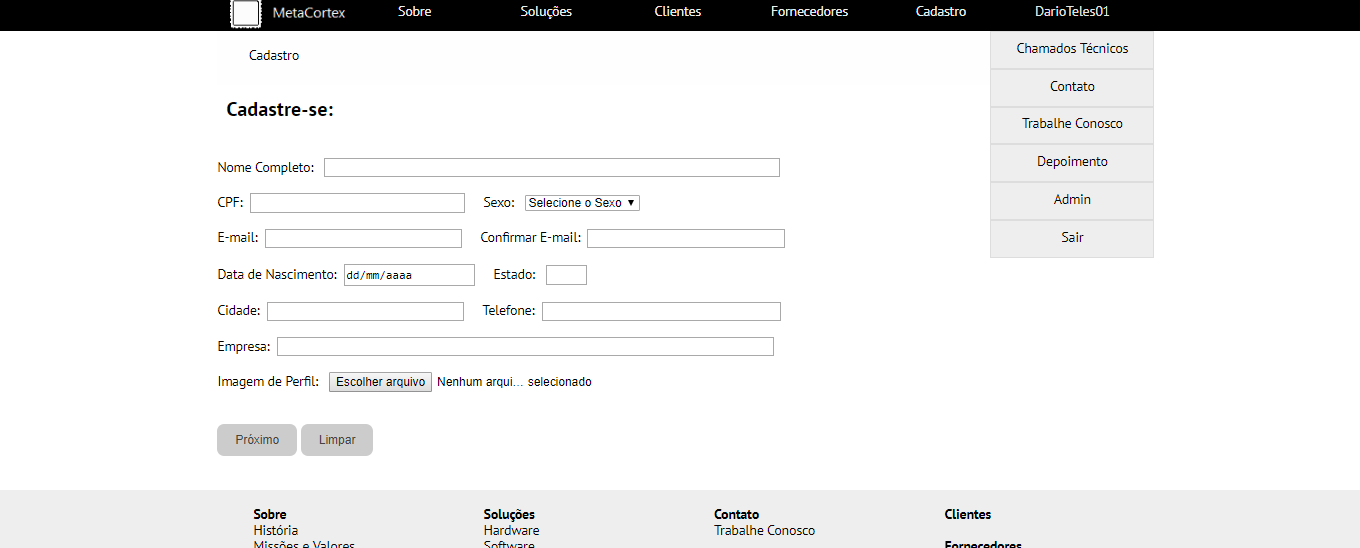 MetaCortex Sobre Soluções Clientes Fornecedores Cadastro DarioTeles01
Cadastro
Chamados Técnicos
Contato
Trabalhe Conosco
Depoimento
Admin
Sair
Cadastre-se:
Nome Completo:
CPF: Sexo: Selecione o Sexo ▼
E-mail: Confirmar E-mail:
Data de Nascimento: dd/mm/aaaa Estado:
Cidade: Telefone:
Empresa:
Imagem de Perfil: Escolher arquivo Nenhum arqui... selecionado
Próximo Limpar
Sobre Soluções Contato Clientes
História Hardware Trabalhe Conosco
Missões e Valores Software Fornecedores